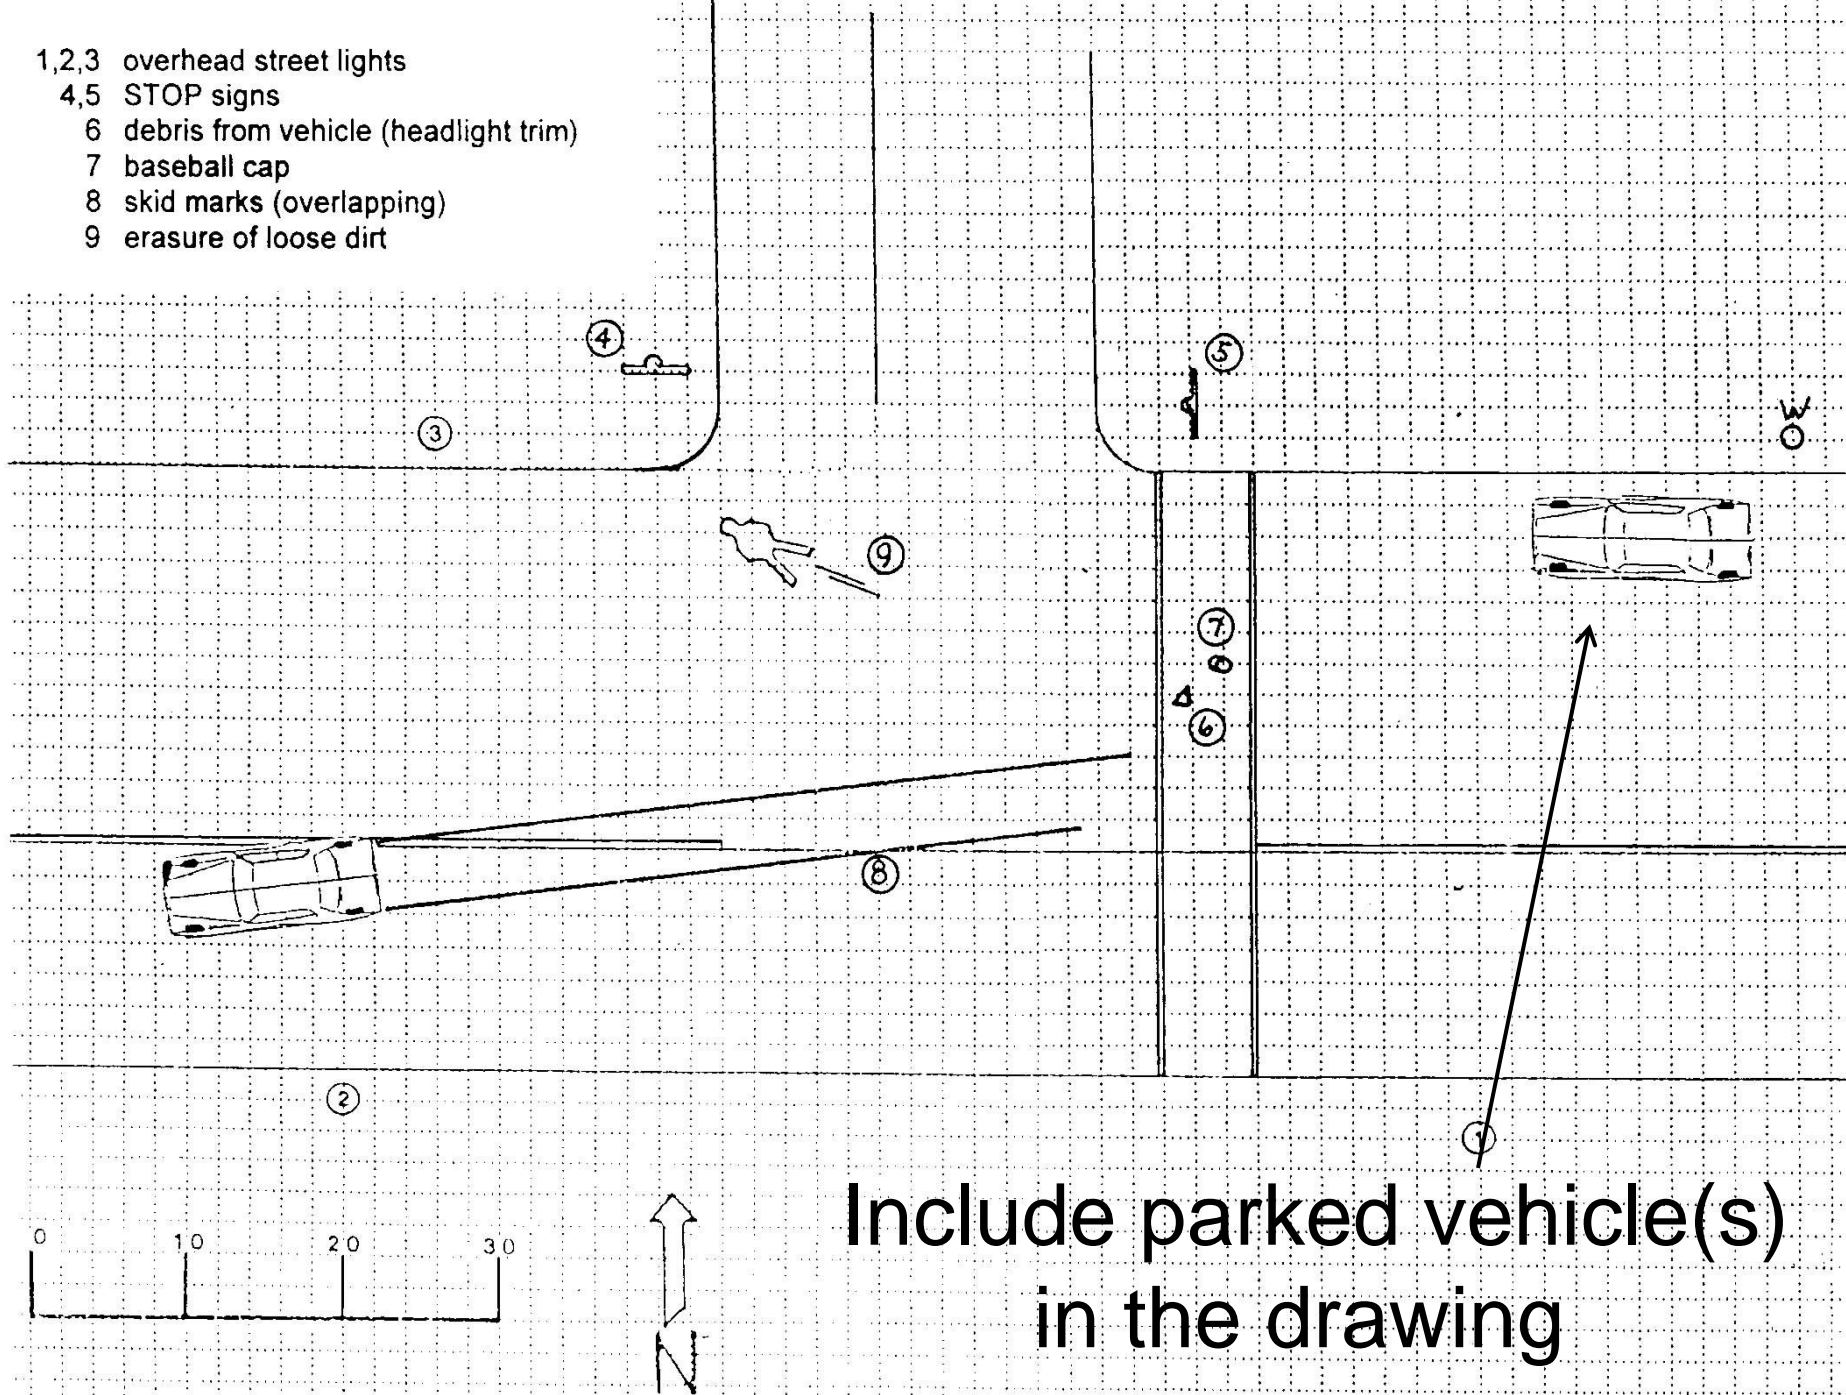 1,2,3 overhead street lights
4,5 STOP signs
6 debris from vehicle (headlight trim)
7 baseball cap
8 skid marks (overlapping)
9 erasure of loose dirt
4
5
3
W
9
7
6
8
2
1
0 10 20 30
N
Include parked vehicle(s)
in the drawing